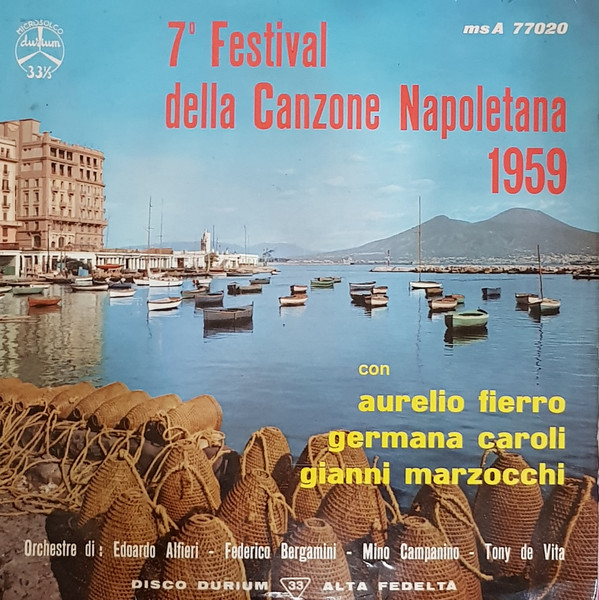 MICROSOLCO
durium
33⅓
msA 77020
7° Festival
della Canzone Napoletana
1959
con
aurelio fierro
germana caroli
gianni marzocchi
Orchestre di: Edoardo Alfieri - Federico Bergamini - Mino Campanino - Tony de Vita
DISCO DURIUM 33 ALTA FEDELTÀ